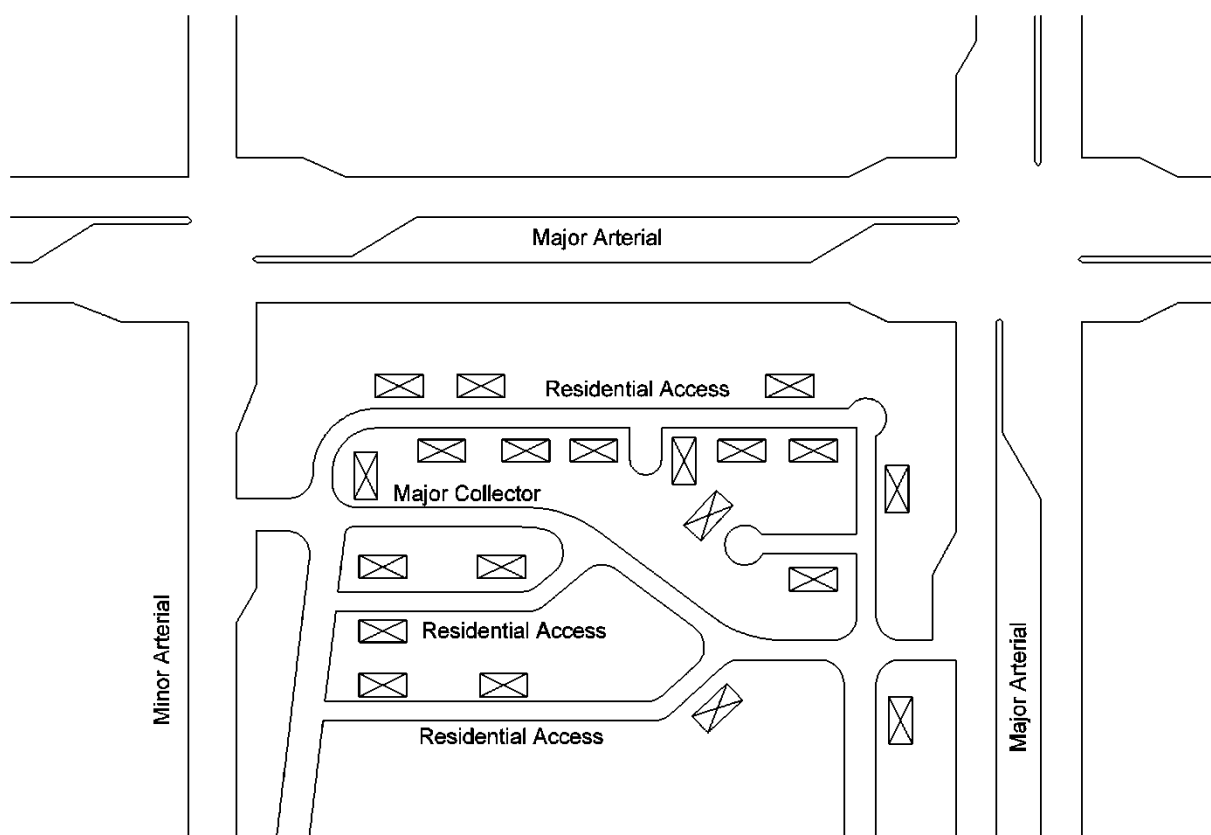 Major Arterial
Residential Access
Major Collector
Residential Access
Minor Arterial
Major Arterial
Residential Access